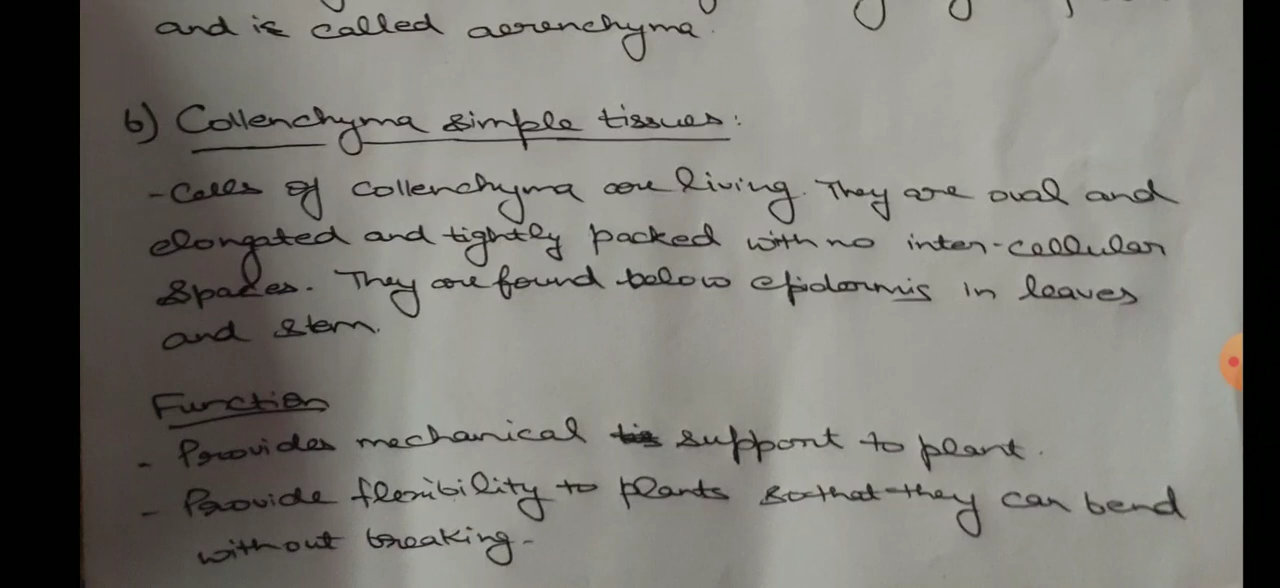 and is called aerenchyma.
b) Collenchyma simple tissues:
- Cells of collenchyma are living. They are oval and
elongated and tightly packed with no inter-cellular
spaces. They are found below epidermis in leaves
and stem.
Function
- Provides mechanical support to plant.
- Provide flexibility to plants so that they can bend
without breaking.